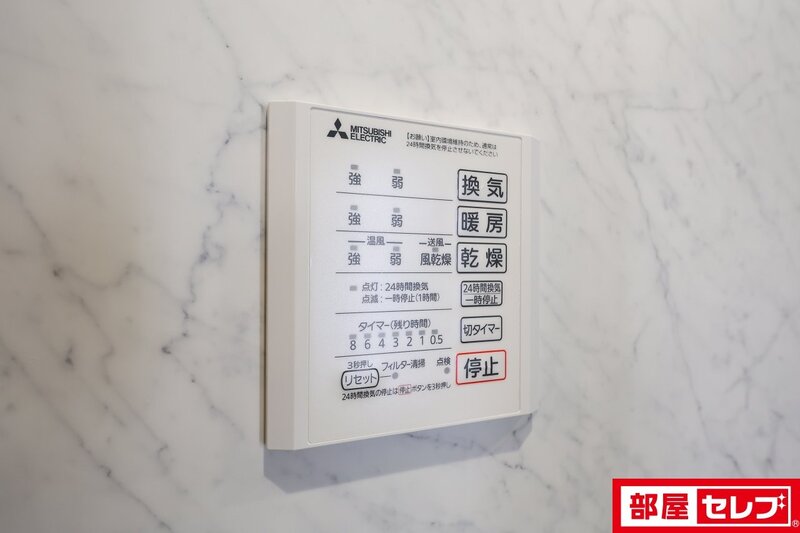 MITSUBISHI ELECTRIC
【お願い】室内環境維持のため、通常は
24時間換気を停止させないでください
強 弱 換気
強 弱 暖房
温風 送風
強 弱 風乾燥 乾燥
点灯:24時間換気
点滅:一時停止(1時間)
24時間換気
一時停止
タイマー(残り時間)
8 6 4 3 2 1 0.5
切タイマー
3秒押し
リセット フィルター清掃 点検
停止
24時間換気の停止は停止ボタンを3秒押し
部屋セレブ®